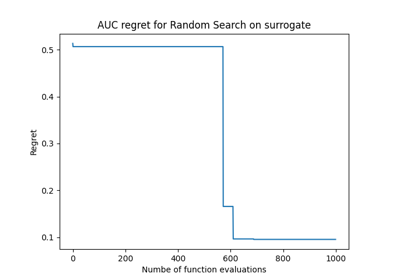 AUC regret for Random Search on surrogate
0.5
0.4
0.3
0.2
0.1
Regret
0 200 400 600 800 1000
Numbe of function evaluations